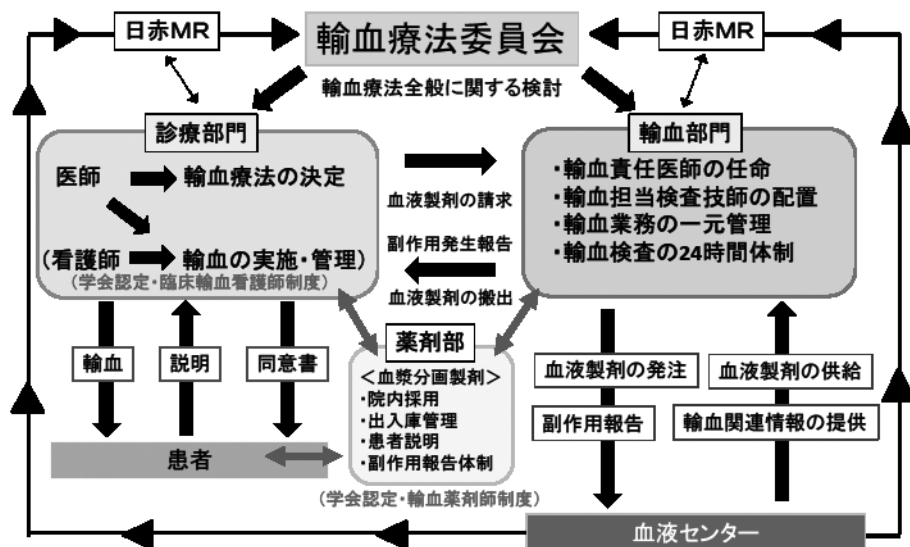 日赤MR
輸血療法委員会
日赤MR
輸血療法全般に関する検討
診療部門
医師
輸血療法の決定
(看護師
輸血の実施・管理)
(学会認定・臨床輸血看護師制度)
血液製剤の請求
副作用発生報告
血液製剤の搬出
輸血部門
・輸血責任医師の任命
・輸血担当検査技師の配置
・輸血業務の一元管理
・輸血検査の24時間体制
輸血
説明
同意書
患者
薬剤部
<血漿分画製剤>
・院内採用
・出入庫管理
・患者説明
・副作用報告体制
(学会認定・輸血薬剤師制度)
血液製剤の発注
副作用報告
血液製剤の供給
輸血関連情報の提供
血液センター